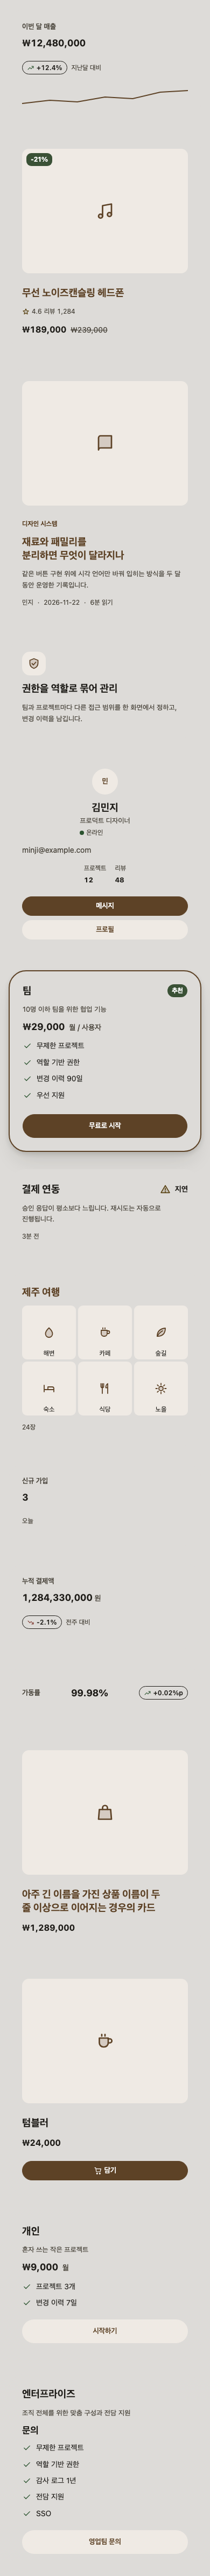 이번 달 매출
₩12,480,000
+12.4% 지난달 대비
-21%
무선 노이즈캔슬링 헤드폰
4.6 리뷰 1,284
₩189,000 ₩239,000
디자인 시스템
재료와 패밀리를
분리하면 무엇이 달라지나
같은 버튼 구현 위에 시각 언어만 바꿔 입히는 방식을 두 달
동안 운영한 기록입니다.
민지 · 2026-11-22 · 6분 읽기
권한을 역할로 묶어 관리
팀과 프로젝트마다 다른 접근 범위를 한 화면에서 정하고,
변경 이력을 남깁니다.
민
김민지
프로덕트 디자이너
온라인
minji@example.com
프로젝트 리뷰
12 48
메시지
프로필
팀 추천
10명 이하 팀을 위한 협업 기능
₩29,000 월 / 사용자
무제한 프로젝트
역할 기반 권한
변경 이력 90일
우선 지원
무료로 시작
결제 연동 지연
승인 응답이 평소보다 느립니다. 재시도는 자동으로
진행됩니다.
3분 전
제주 여행
해변 카페 숲길
숙소 식당 노을
24장
신규 가입
3
오늘
누적 결제액
1,284,330,000 원
-2.1% 전주 대비
가동률 99.98% +0.02%p
아주 긴 이름을 가진 상품 이름이 두
줄 이상으로 이어지는 경우의 카드
₩1,289,000
텀블러
₩24,000
담기
개인
혼자 쓰는 작은 프로젝트
₩9,000 월
프로젝트 3개
변경 이력 7일
시작하기
엔터프라이즈
조직 전체를 위한 맞춤 구성과 전담 지원
문의
무제한 프로젝트
역할 기반 권한
감사 로그 1년
전담 지원
SSO
영업팀 문의